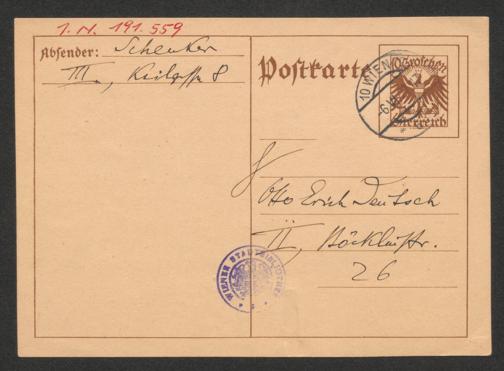 I. N. 191.559
Absender: Schenker
III., Keilgasse 8
Postkarte
10 Groschen
Österreich
10 WIEN
Otto Erich Deutsch
II, Böcklinstr.
26
WIENER STADTBIBLIOTHEK